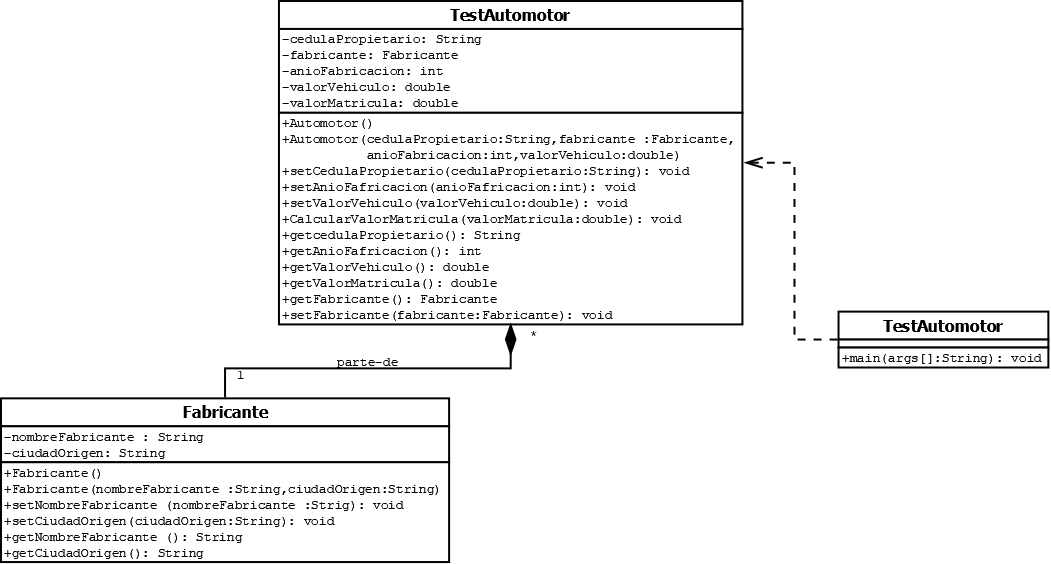 TestAutomotor
-cedulaPropietario: String
-fabricante: Fabricante
-anioFabricacion: int
-valorVehiculo: double
-valorMatricula: double
+Automotor()
+Automotor(cedulaPropietario:String,fabricante :Fabricante,
anioFabricacion:int,valorVehiculo:double)
+setCedulaPropietario(cedulaPropietario:String): void
+setAnioFafricacion(anioFafricacion:int): void
+setValorVehiculo(valorVehiculo:double): void
+CalcularValorMatricula(valorMatricula:double): void
+getcedulaPropietario(): String
+getAnioFafricacion(): int
+getValorVehiculo(): double
+getValorMatricula(): double
+getFabricante(): Fabricante
+setFabricante(fabricante:Fabricante): void
*
parte-de
1
TestAutomotor
+main(args[]:String): void
Fabricante
-nombreFabricante : String
-ciudadOrigen: String
+Fabricante()
+Fabricante(nombreFabricante :String,ciudadOrigen:String)
+setNombreFabricante (nombreFabricante :Strig): void
+setCiudadOrigen(ciudadOrigen:String): void
+getNombreFabricante (): String
+getCiudadOrigen(): String